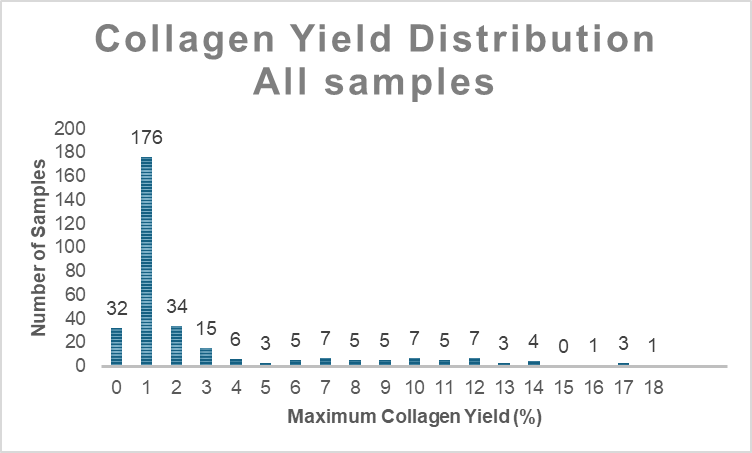 Collagen Yield Distribution
All samples
Number of Samples
200
180
160
140
120
100
80
60
40
20
0
32 176 34 15 6 3 5 7 5 5 7 5 7 3 4 0 1 3 1
0 1 2 3 4 5 6 7 8 9 10 11 12 13 14 15 16 17 18
Maximum Collagen Yield (%)